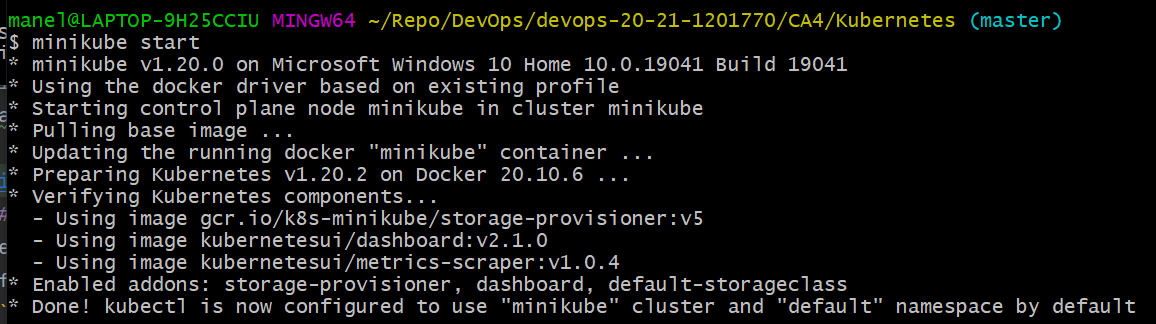 manel@LAPTOP-9H25CCIU MINGW64 ~/Repo/DevOps/devops-20-21-1201770/CA4/Kubernetes (master)
$ minikube start
* minikube v1.20.0 on Microsoft Windows 10 Home 10.0.19041 Build 19041
* Using the docker driver based on existing profile
* Starting control plane node minikube in cluster minikube
* Pulling base image ...
* Updating the running docker "minikube" container ...
* Preparing Kubernetes v1.20.2 on Docker 20.10.6 ...
* Verifying Kubernetes components...
  - Using image gcr.io/k8s-minikube/storage-provisioner:v5
  - Using image kubernetesui/dashboard:v2.1.0
  - Using image kubernetesui/metrics-scraper:v1.0.4
* Enabled addons: storage-provisioner, dashboard, default-storageclass
* Done! kubectl is now configured to use "minikube" cluster and "default" namespace by default